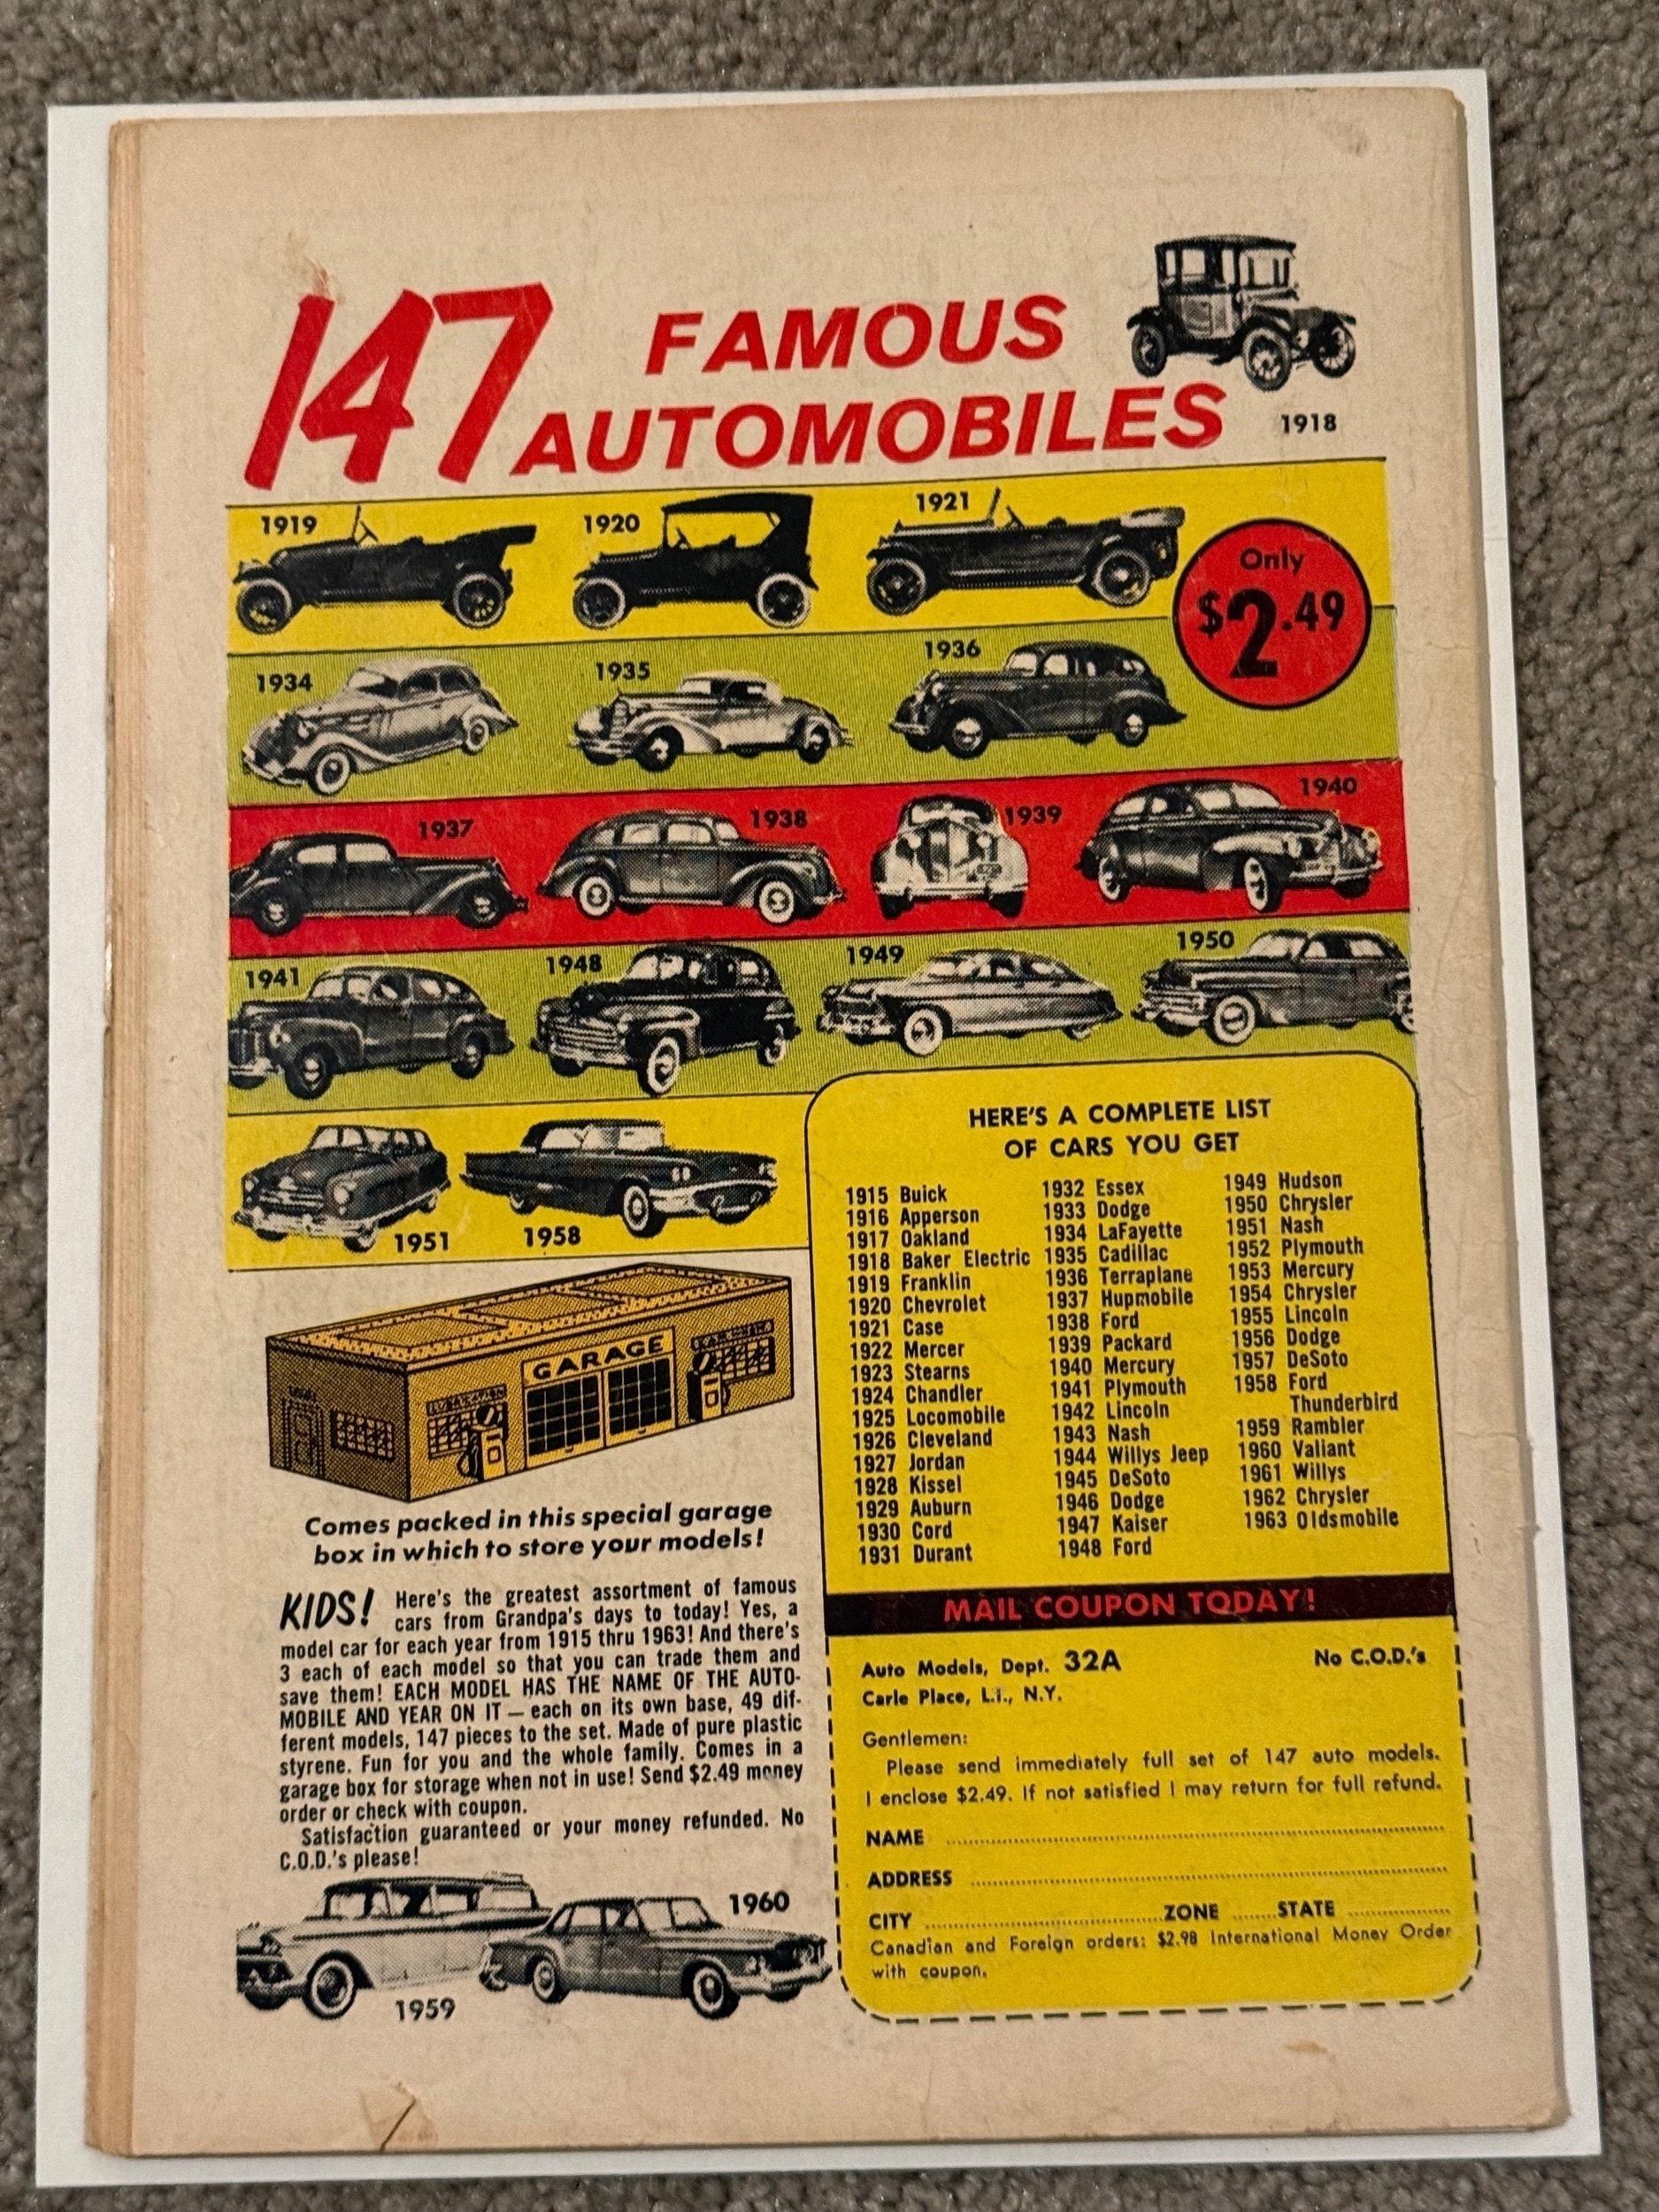 147 FAMOUS
AUTOMOBILES
1918
1919
1920
1921
Only
$2.49
1934
1935
1936
1937
1938
1939
1940
1941
1948
1949
1950
1951
1958
GARAGE
LUBRICATION
CAR WASH
Comes packed in this special garage
box in which to store your models!
KIDS! Here's the greatest assortment of famous
cars from Grandpa's days to today! Yes, a
model car for each year from 1915 thru 1963! And there's
3 each of each model so that you can trade them and
save them! EACH MODEL HAS THE NAME OF THE AUTO-
MOBILE AND YEAR ON IT — each on its own base, 49 dif-
ferent models, 147 pieces to the set. Made of pure plastic
styrene. Fun for you and the whole family. Comes in a
garage box for storage when not in use! Send $2.49 money
order or check with coupon.
Satisfaction guaranteed or your money refunded. No
C.O.D.'s please!
1959
1960
HERE'S A COMPLETE LIST
OF CARS YOU GET
1915 Buick
1916 Apperson
1917 Oakland
1918 Baker Electric
1919 Franklin
1920 Chevrolet
1921 Case
1922 Mercer
1923 Stearns
1924 Chandler
1925 Locomobile
1926 Cleveland
1927 Jordan
1928 Kissel
1929 Auburn
1930 Cord
1931 Durant
1932 Essex
1933 Dodge
1934 LaFayette
1935 Cadillac
1936 Terraplane
1937 Hupmobile
1938 Ford
1939 Packard
1940 Mercury
1941 Plymouth
1942 Lincoln
1943 Nash
1944 Willys Jeep
1945 DeSoto
1946 Dodge
1947 Kaiser
1948 Ford
1949 Hudson
1950 Chrysler
1951 Nash
1952 Plymouth
1953 Mercury
1954 Chrysler
1955 Lincoln
1956 Dodge
1957 DeSoto
1958 Ford
Thunderbird
1959 Rambler
1960 Valiant
1961 Willys
1962 Chrysler
1963 Oldsmobile
MAIL COUPON TODAY!
Auto Models, Dept. 32A No C.O.D.'s
Carle Place, L.I., N.Y.
Gentlemen:
Please send immediately full set of 147 auto models.
I enclose $2.49. If not satisfied I may return for full refund.
NAME
ADDRESS
CITY ZONE STATE
Canadian and Foreign orders: $2.98 International Money Order
with coupon.